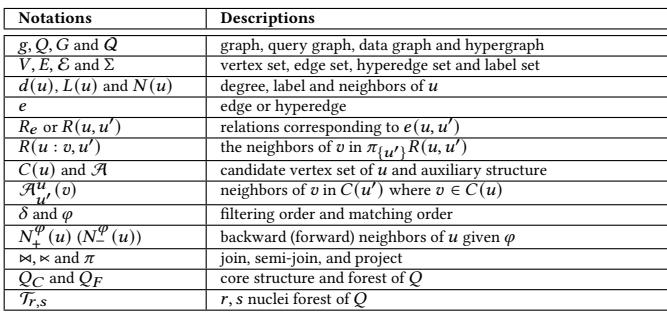 Notations Descriptions
g, Q, G and 𝒬 graph, query graph, data graph and hypergraph
V, E, ℰ and Σ vertex set, edge set, hyperedge set and label set
d(u), L(u) and N(u) degree, label and neighbors of u
e edge or hyperedge
R_e or R(u, u′) relations corresponding to e(u, u′)
R(u : v, u′) the neighbors of v in π_{u′}R(u, u′)
C(u) and 𝒜 candidate vertex set of u and auxiliary structure
𝒜^u_{u′}(v) neighbors of v in C(u′) where v ∈ C(u)
δ and φ filtering order and matching order
N^φ_+(u) (N^φ_−(u)) backward (forward) neighbors of u given φ
⋈, ⋉ and π join, semi-join, and project
Q_C and Q_F core structure and forest of Q
𝒯_{r,s} r, s nuclei forest of Q